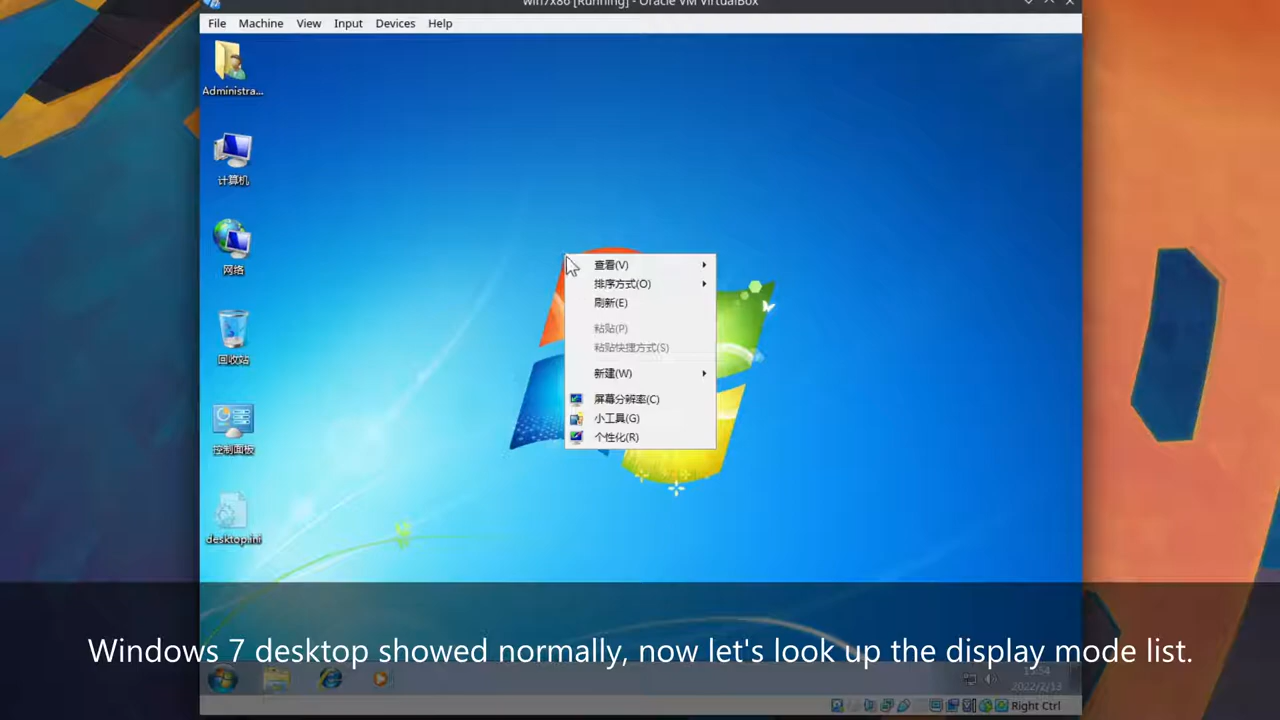 win7x86 [Running] - Oracle VM VirtualBox
File Machine View Input Devices Help
Administra...
计算机
网络
回收站
控制面板
desktop.ini
查看(V)
排序方式(O)
刷新(E)
粘贴(P)
粘贴快捷方式(S)
新建(W)
屏幕分辨率(C)
小工具(G)
个性化(R)
Windows 7 desktop showed normally, now let's look up the display mode list.
2022/2/13
Right Ctrl